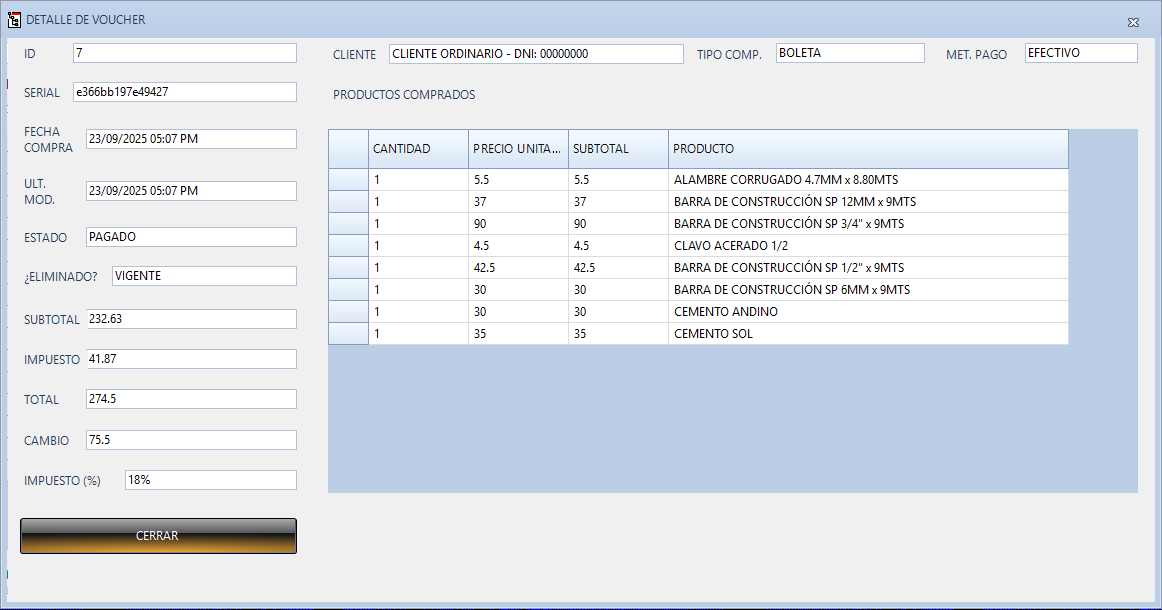 DETALLE DE VOUCHER
ID 7
CLIENTE CLIENTE ORDINARIO - DNI: 00000000 TIPO COMP. BOLETA MET. PAGO EFECTIVO
SERIAL e366bb197e49427
PRODUCTOS COMPRADOS
FECHA
COMPRA 23/09/2025 05:07 PM
ULT.
MOD. 23/09/2025 05:07 PM
ESTADO PAGADO
¿ELIMINADO? VIGENTE
SUBTOTAL 232.63
IMPUESTO 41.87
TOTAL 274.5
CAMBIO 75.5
IMPUESTO (%) 18%
CERRAR
CANTIDAD PRECIO UNITA... SUBTOTAL PRODUCTO
1 5.5 5.5 ALAMBRE CORRUGADO 4.7MM x 8.80MTS
1 37 37 BARRA DE CONSTRUCCIÓN SP 12MM x 9MTS
1 90 90 BARRA DE CONSTRUCCIÓN SP 3/4" x 9MTS
1 4.5 4.5 CLAVO ACERADO 1/2
1 42.5 42.5 BARRA DE CONSTRUCCIÓN SP 1/2" x 9MTS
1 30 30 BARRA DE CONSTRUCCIÓN SP 6MM x 9MTS
1 30 30 CEMENTO ANDINO
1 35 35 CEMENTO SOL